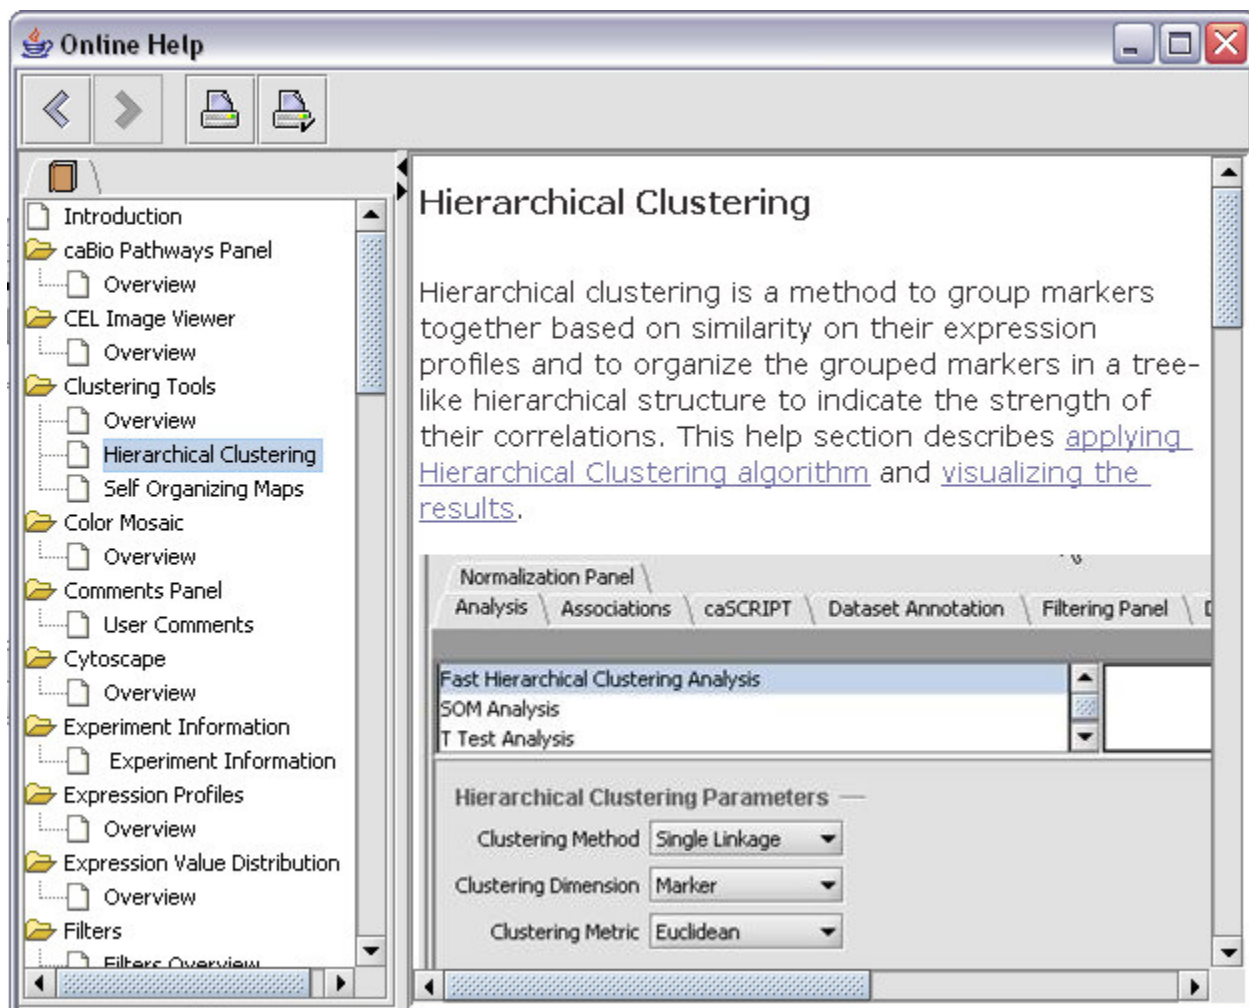 Online Help
Introduction
caBio Pathways Panel
Overview
CEL Image Viewer
Overview
Clustering Tools
Overview
Hierarchical Clustering
Self Organizing Maps
Color Mosaic
Overview
Comments Panel
User Comments
Cytoscape
Overview
Experiment Information
Experiment Information
Expression Profiles
Overview
Expression Value Distribution
Overview
Filters
Filters Overview
Hierarchical Clustering
Hierarchical clustering is a method to group markers
together based on similarity on their expression
profiles and to organize the grouped markers in a tree-
like hierarchical structure to indicate the strength of
their correlations. This help section describes applying
Hierarchical Clustering algorithm and visualizing the
results.
Normalization Panel
Analysis Associations caSCRIPT Dataset Annotation Filtering Panel
Fast Hierarchical Clustering Analysis
SOM Analysis
T Test Analysis
Hierarchical Clustering Parameters
Clustering Method Single Linkage
Clustering Dimension Marker
Clustering Metric Euclidean